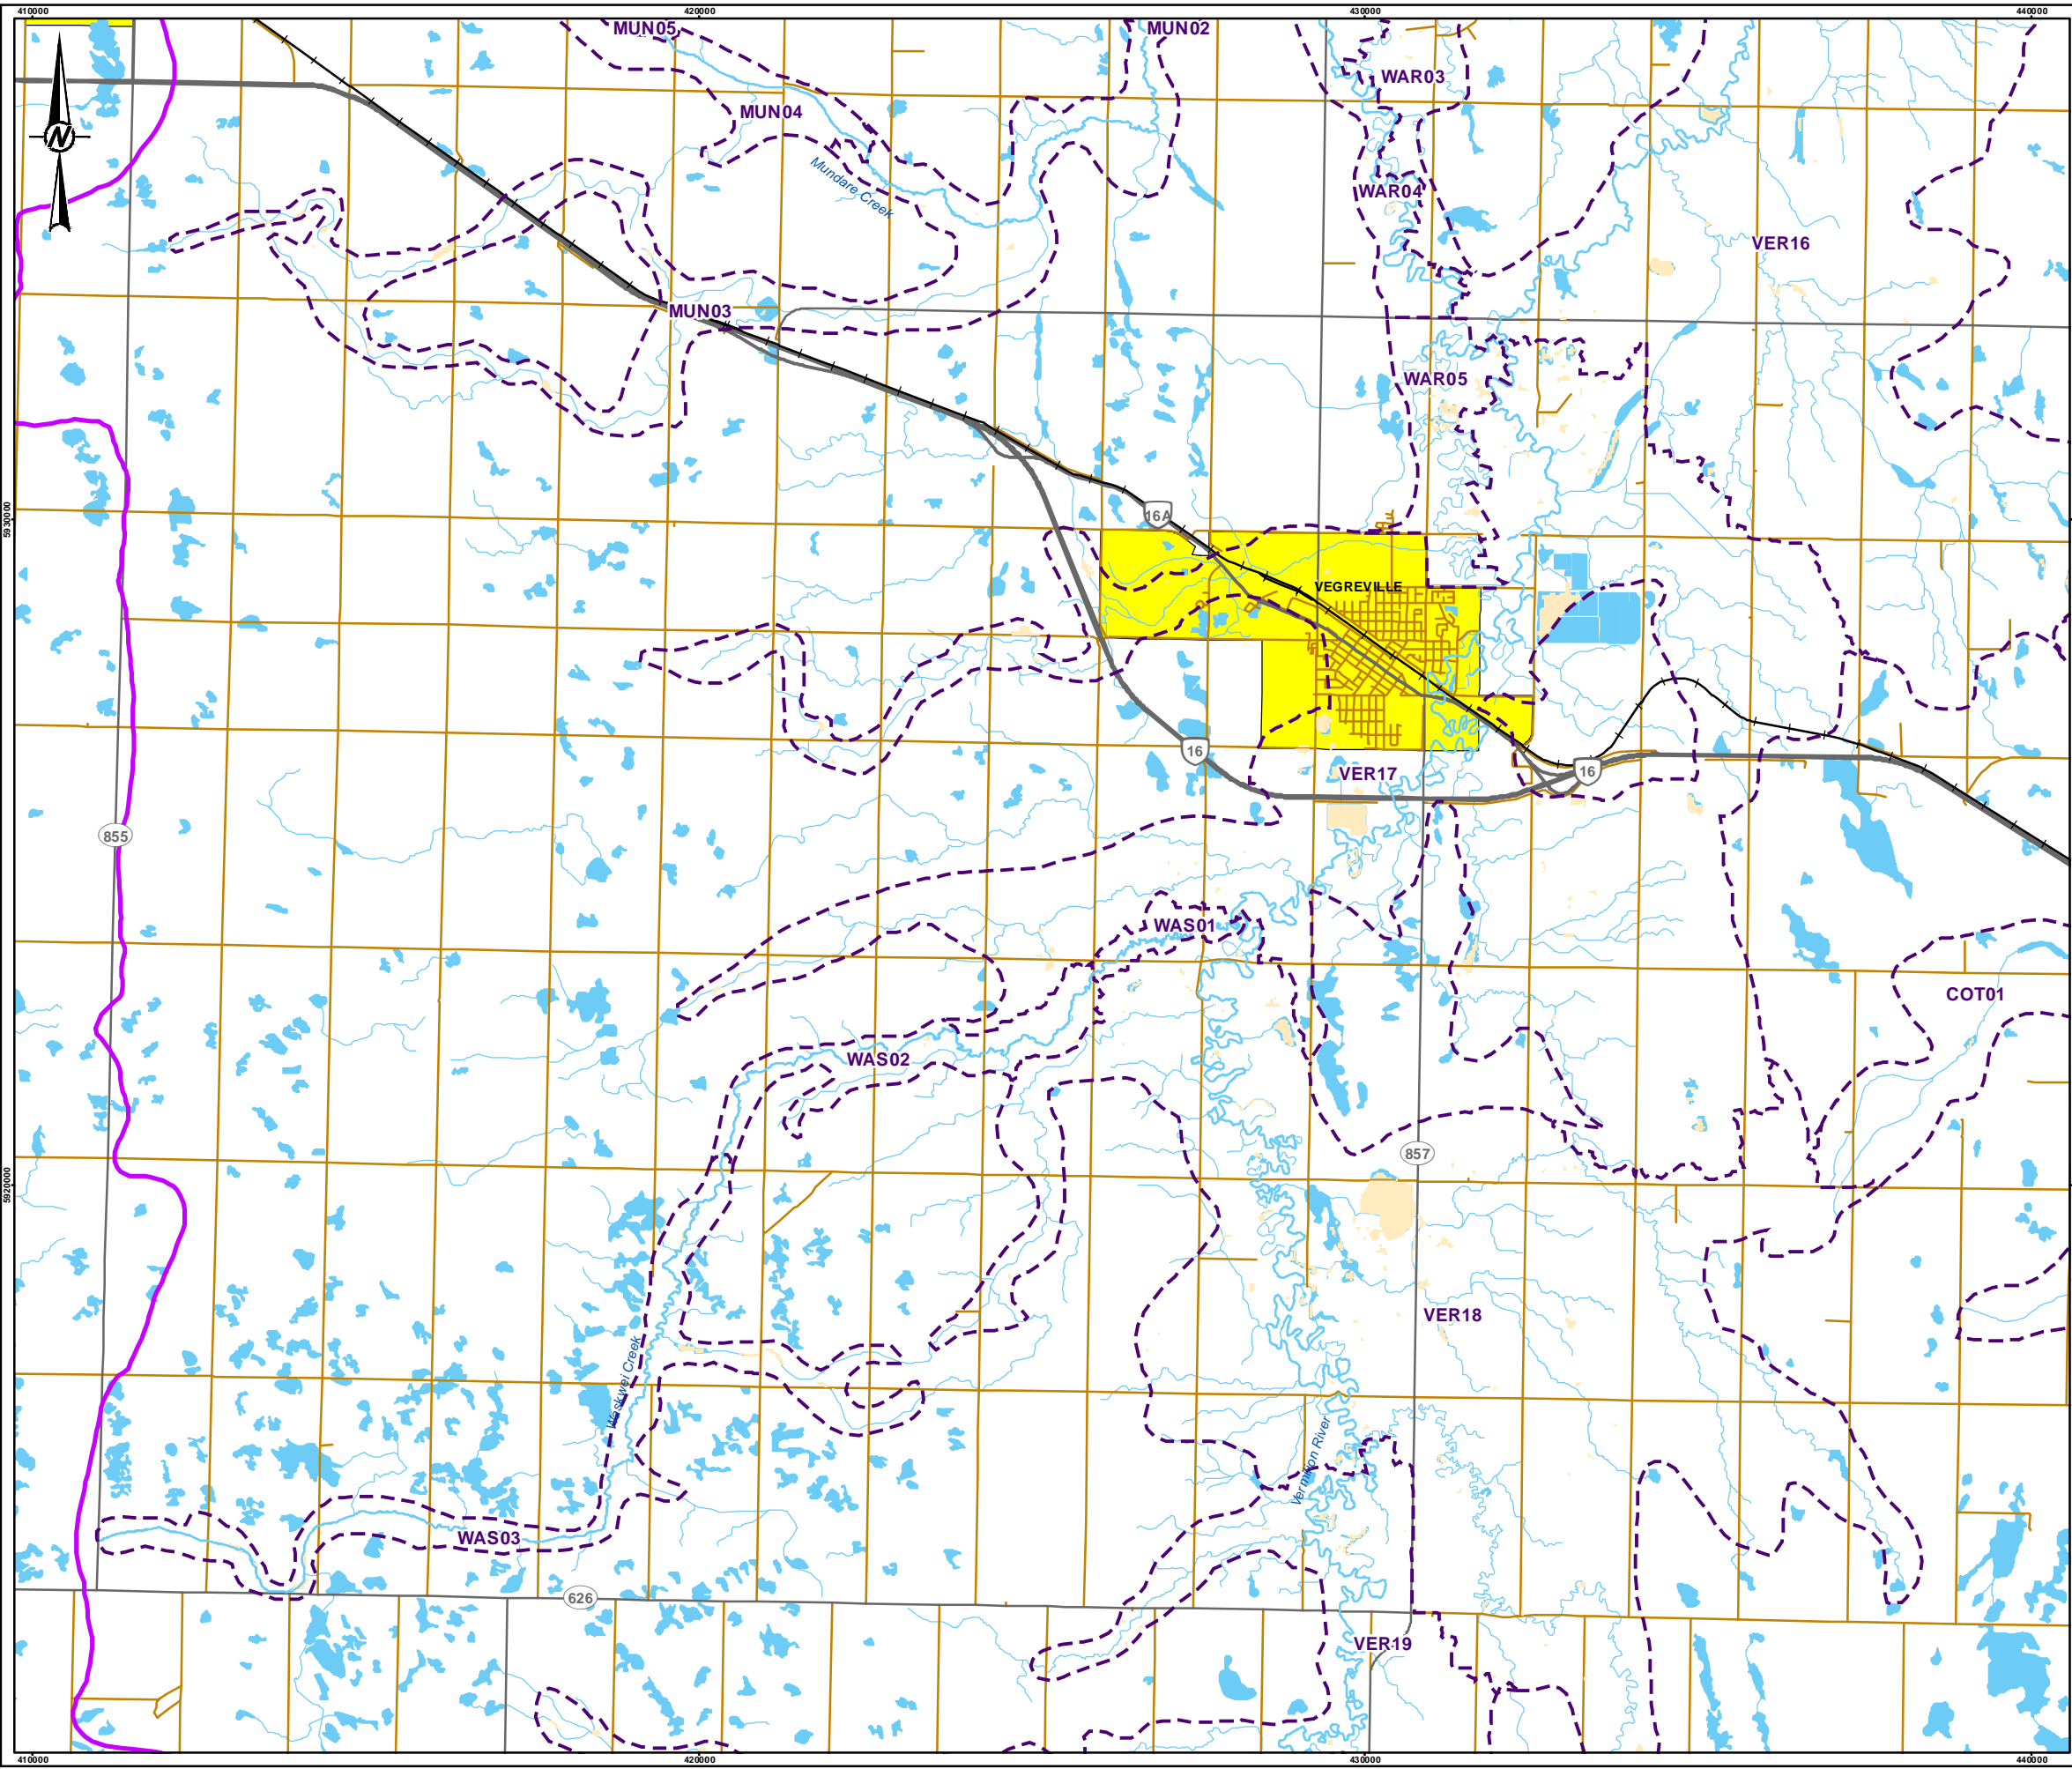 410000
420000
430000
440000
MUN05
MUN02
WAR03
MUN04
N
Mundare Creek
WAR04
VER16
MUN03
WAR05
5930000
16A
VEGREVILLE
16
16
VER17
855
WAS01
COT01
WAS02
857
5920000
VER18
Waskwei Creek
Vermilion River
WAS03
626
VER19
410000
420000
430000
440000